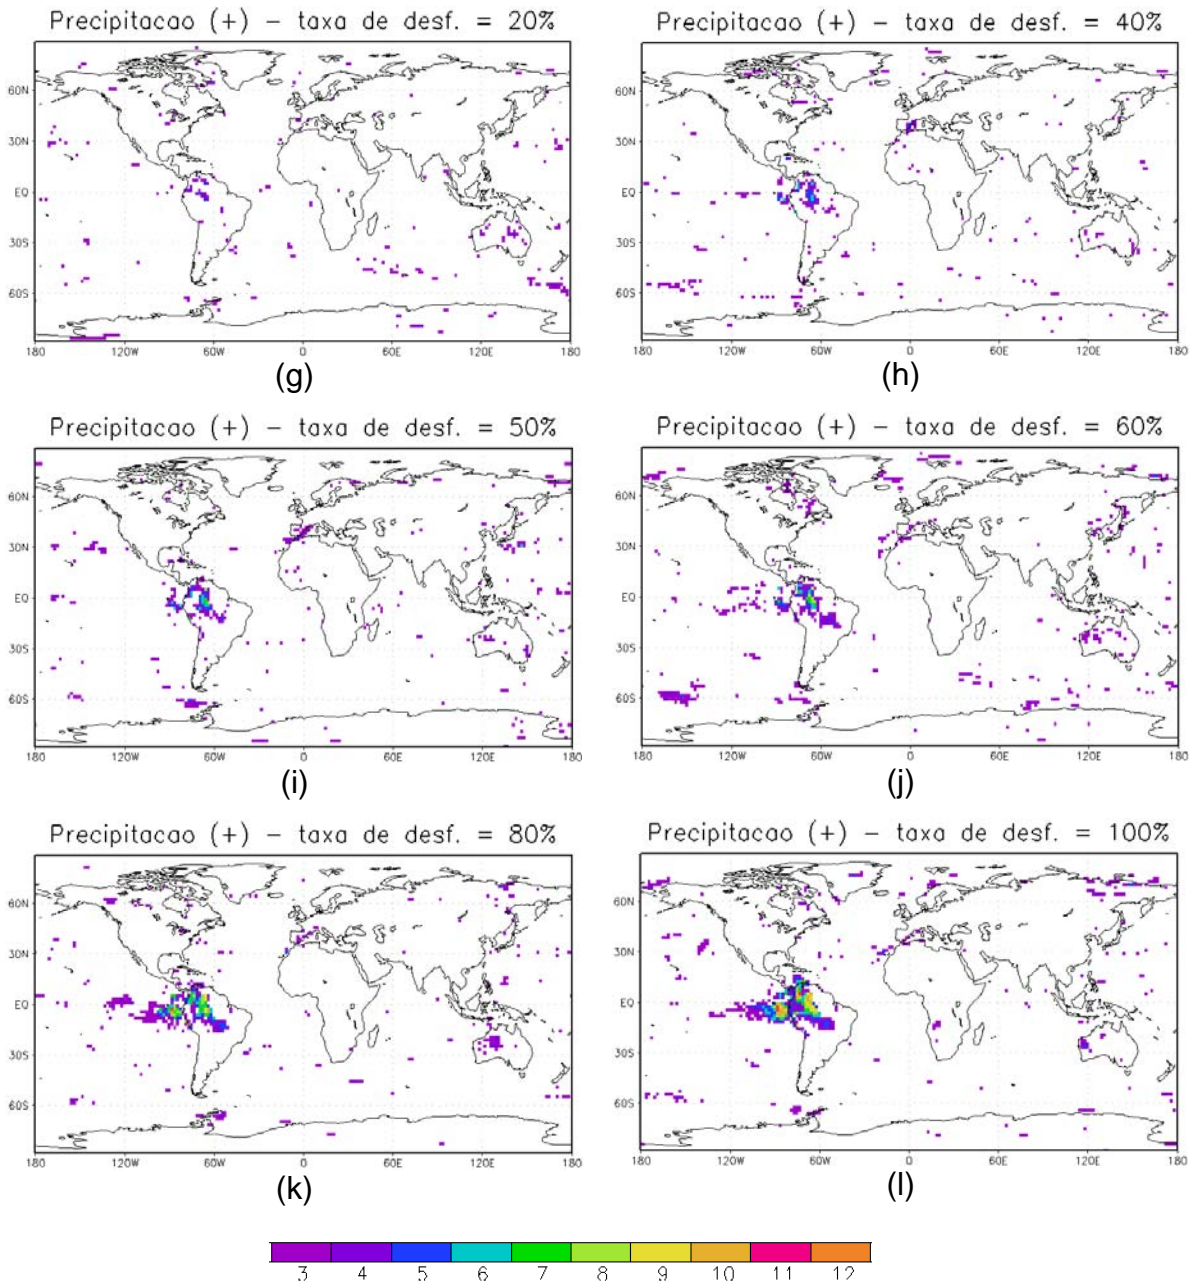 Precipitacao (+) − taxa de desf. = 20%
Precipitacao (+) − taxa de desf. = 40%
60N
30N
EQ
30S
60S
180 120W 60W 0 60E 120E 180
60N
30N
EQ
30S
60S
180 120W 60W 0 60E 120E 180
(g)
(h)
Precipitacao (+) − taxa de desf. = 50%
Precipitacao (+) − taxa de desf. = 60%
60N
30N
EQ
30S
60S
180 120W 60W 0 60E 120E 180
60N
30N
EQ
30S
60S
180 120W 60W 0 60E 120E 180
(i)
(j)
Precipitacao (+) − taxa de desf. = 80%
Precipitacao (+) − taxa de desf. = 100%
60N
30N
EQ
30S
60S
180 120W 60W 0 60E 120E 180
60N
30N
EQ
30S
60S
180 120W 60W 0 60E 120E 180
(k)
(l)
3 4 5 6 7 8 9 10 11 12